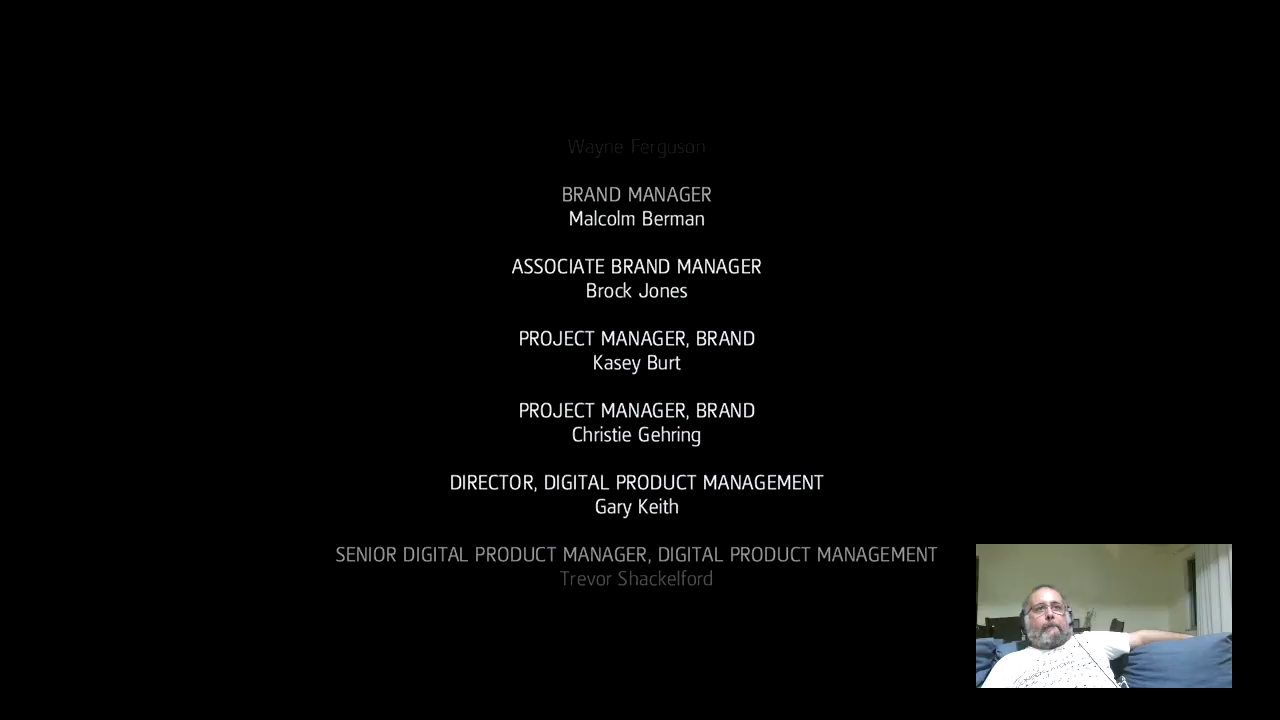 Wayne Ferguson
BRAND MANAGER
Malcolm Berman
ASSOCIATE BRAND MANAGER
Brock Jones
PROJECT MANAGER, BRAND
Kasey Burt
PROJECT MANAGER, BRAND
Christie Gehring
DIRECTOR, DIGITAL PRODUCT MANAGEMENT
Gary Keith
SENIOR DIGITAL PRODUCT MANAGER, DIGITAL PRODUCT MANAGEMENT
Trevor Shackelford